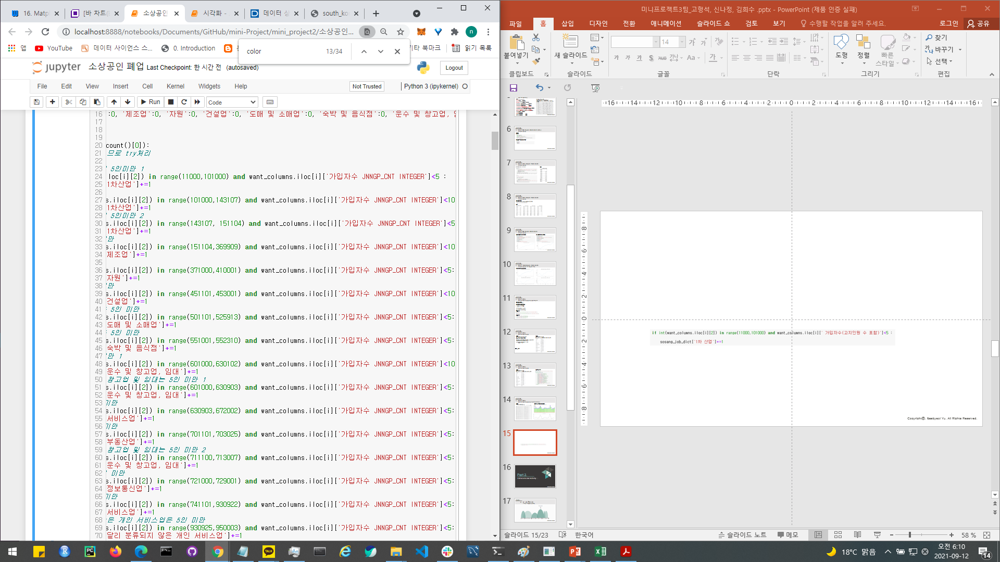 16. Matp
[바 차트(
소상공인
시각화 -
데이터 상
south_ko
localhost:8888/notebooks/Documents/GitHub/mini-Project/mini_project2/소상공인...
앱
YouTube
데이터 사이언스 스...
0. Introduction
기타 북마크
읽기 목록
color
13/34
jupyter
소상공인 폐업 Last Checkpoint: 한 시간 전 (autosaved)
Logout
File Edit View Insert Cell Kernel Widgets Help
Not Trusted
Python 3 (ipykernel)
Run
Code
16 :0, '제조업':0, '자원':0, '건설업':0, '도매 및 소매업':0, '숙박 및 음식점':0, '운수 및 창고업,
17
18
19
20 count()[0]):
21 므로 try처리
22
23 ' 5인미만 1
24 loc[i][2]) in range(11000,101000) and want_columns.iloc[i]['가입자수 JNNGP_CNT INTEGER']<5 :
25 1차산업']+=1
26
27 s.iloc[i][2]) in range(101000,143107) and want_columns.iloc[i]['가입자수 JNNGP_CNT INTEGER']<10
28 1차산업']+=1
29 ' 5인미만 2
30 s.iloc[i][2]) in range(143107, 151104) and want_columns.iloc[i]['가입자수 JNNGP_CNT INTEGER']<5
31 1차산업']+=1
32 미만
33 s.iloc[i][2]) in range(151104,369909) and want_columns.iloc[i]['가입자수 JNNGP_CNT INTEGER']<10
34 제조업']+=1
35
36 s.iloc[i][2]) in range(371000,410001) and want_columns.iloc[i]['가입자수 JNNGP_CNT INTEGER']<5:
37 자원']+=1
38 미만
39 s.iloc[i][2]) in range(451101,453001) and want_columns.iloc[i]['가입자수 JNNGP_CNT INTEGER']<10
40 건설업']+=1
41 5인 미만
42 s.iloc[i][2]) in range(501101,525913) and want_columns.iloc[i]['가입자수 JNNGP_CNT INTEGER']<5:
43 도매 및 소매업']+=1
44 5인 미만
45 s.iloc[i][2]) in range(551001,552310) and want_columns.iloc[i]['가입자수 JNNGP_CNT INTEGER']<5:
46 숙박 및 음식점']+=1
47 미만 1
48 s.iloc[i][2]) in range(601000,630102) and want_columns.iloc[i]['가입자수 JNNGP_CNT INTEGER']<10
49 운수 및 창고업, 임대']+=1
50 창고업 및 임대는 5인 미만 1
51 s.iloc[i][2]) in range(601000,630903) and want_columns.iloc[i]['가입자수 JNNGP_CNT INTEGER']<5:
52 운수 및 창고업, 임대']+=1
53 미만
54 s.iloc[i][2]) in range(630903,672002) and want_columns.iloc[i]['가입자수 JNNGP_CNT INTEGER']<5:
55 서비스업']+=1
56 미만
57 s.iloc[i][2]) in range(701101,703025) and want_columns.iloc[i]['가입자수 JNNGP_CNT INTEGER']<5:
58 부동산업']+=1
59 창고업 및 임대는 5인 미만 2
60 s.iloc[i][2]) in range(711100,713007) and want_columns.iloc[i]['가입자수 JNNGP_CNT INTEGER']<5:
61 운수 및 창고업, 임대']+=1
62 ' 미만
63 s.iloc[i][2]) in range(721000,729001) and want_columns.iloc[i]['가입자수 JNNGP_CNT INTEGER']<5:
64 정보통신업']+=1
65 미만
66 s.iloc[i][2]) in range(741101,930922) and want_columns.iloc[i]['가입자수 JNNGP_CNT INTEGER']<5:
67 서비스업']+=1
68 은 개인 서비스업은 5인 미만
69 s.iloc[i][2]) in range(930925,950003) and want_columns.iloc[i]['가입자수 JNNGP_CNT INTEGER']<5:
70 달리 분류되지 않은 개인 서비스업']+=1
미니프로젝트3팀_고형석, 신나정, 김희수 .pptx - PowerPoint (제품 인증 실패)
파일 홈 삽입 디자인 전환 애니메이션 슬라이드 쇼 검토 보기 수행할 작업을 알려 주세요. 로그인 공유
붙여넣기
클립보드
새 슬라이드
슬라이드
14
가 가 가 S 가나 Aa 가
글꼴
단락
도형 정렬 빠른 스타일
그리기
찾기
바꾸기
선택
편집
16 14 12 10 8 6 4 2 0 2 4 6 8 10 12 14 16
8 6 4 2 0 2 4 6 8
6
7
8
9
10
11
12
13
14
15
16
Part 2
17
if int(want_columns.iloc[i][2]) in range(11000,101000) and want_columns.iloc[i][' 가입자수(고지인원 수 포함)']<5 :
sosang_job_dict['1차 산업']+=1
Copyrightⓒ. Saebyeol Yu. All Rights Reserved.
슬라이드 15/23
한국어
슬라이드 노트
메모
58 %
18°C 맑음
오전 6:10
2021-09-12
14